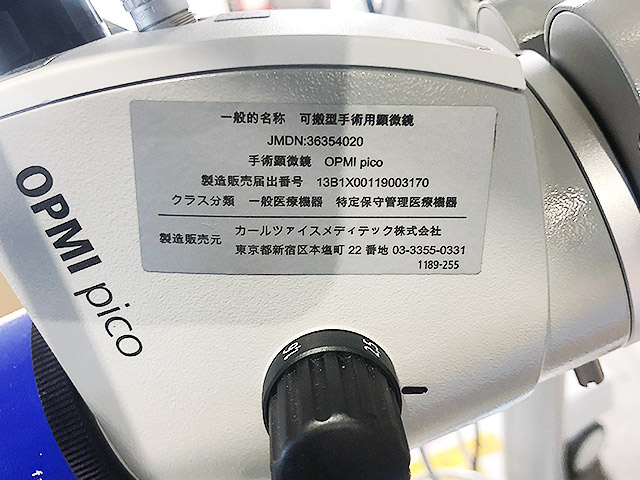 一般的名称 可搬型手術用顕微鏡
JMDN:36354020
手術顕微鏡 OPMI pico
製造販売届出番号 13B1X00119003170
クラス分類 一般医療機器 特定保守管理医療機器
製造販売元 カールツァイスメディテック株式会社
東京都新宿区本塩町 22 番地 03-3355-0331
1189-255
OPMI pico
1.6
2.5